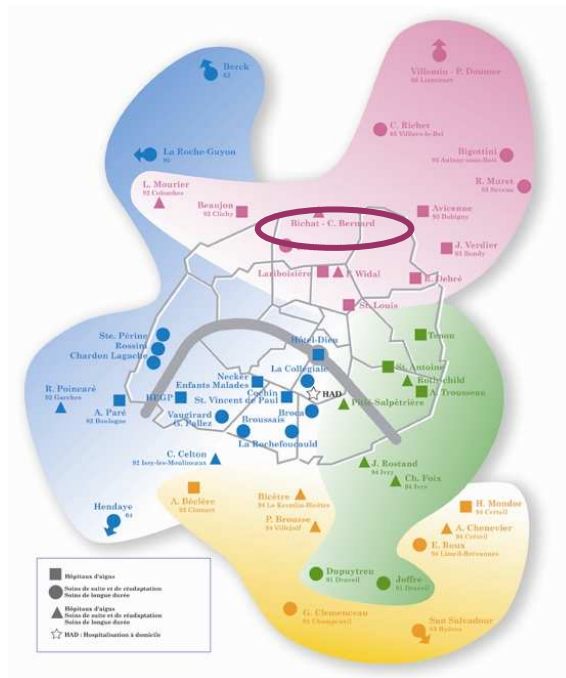 Berck
62
Villemin - P. Doumer
60 Liancourt
C. Richet
95 Villiers-le-Bel
La Roche-Guyon
95
Bigottini
93 Aulnay-sous-Bois
R. Muret
93 Sevran
L. Mourier
92 Colombes
Beaujon
92 Clichy
Bichat - C. Bernard
Avicenne
93 Bobigny
J. Verdier
93 Bondy
Lariboisière
F. Widal
R. Debré
St. Louis
Ste. Périne
Rossini
Chardon Lagache
Hôtel-Dieu
Tenon
La Collégiale
St. Antoine
Rothschild
A. Trousseau
Necker
Enfants Malades
R. Poincaré
92 Garches
HEGP
Cochin
St. Vincent de Paul
HAD
Pitié-Salpêtrière
A. Paré
92 Boulogne
Vaugirard
G. Pallez
Broussais
Broca
La Rochefoucauld
C. Celton
92 Issy-les-Moulineaux
J. Rostand
94 Ivry
Ch. Foix
94 Ivry
A. Béclère
92 Clamart
Bicêtre
94 Le Kremlin-Bicêtre
H. Mondor
94 Créteil
Hendaye
64
P. Brousse
94 Villejuif
A. Chenevier
94 Créteil
E. Roux
94 Limeil-Brévannes
Dupuytren
91 Draveil
Joffre
91 Draveil
G. Clemenceau
91 Champcueil
San Salvadour
83 Hyères
Hôpitaux d'aigus
Soins de suite et de réadaptation
Soins de longue durée
Hôpitaux d'aigus
Soins de suite et de réadaptation
Soins de longue durée
HAD : Hospitalisation à domicile